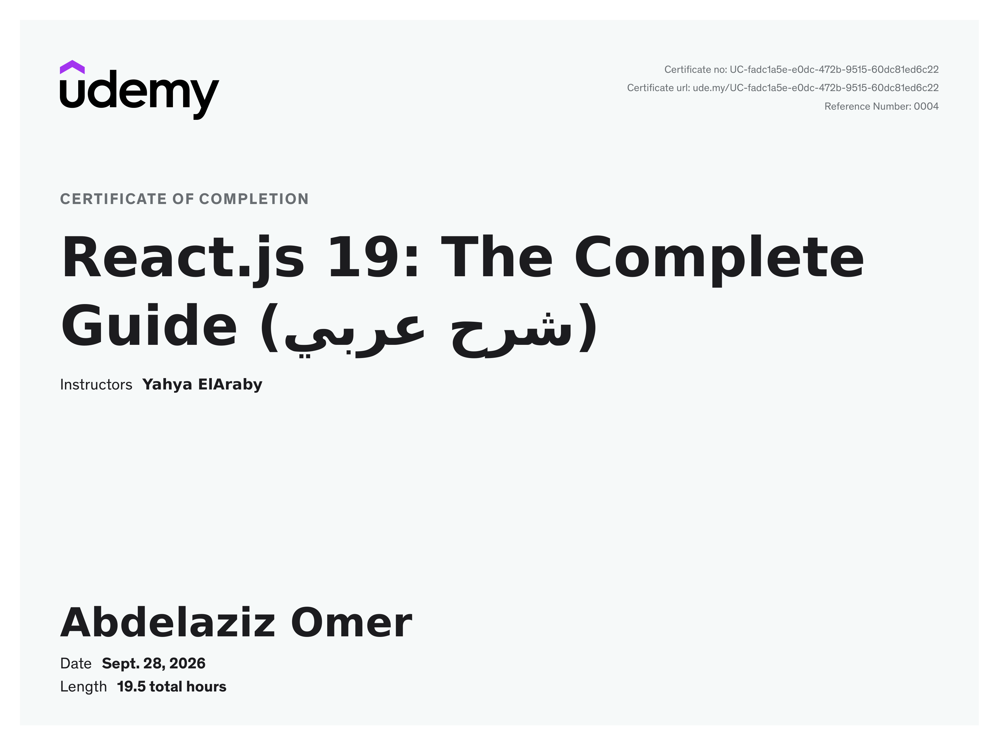 udemy
Certificate no: UC-fadc1a5e-e0dc-472b-9515-60dc81ed6c22
Certificate url: ude.my/UC-fadc1a5e-e0dc-472b-9515-60dc81ed6c22
Reference Number: 0004
CERTIFICATE OF COMPLETION
React.js 19: The Complete
Guide (شرح عربي)
Instructors Yahya ElAraby
Abdelaziz Omer
Date Sept. 28, 2026
Length 19.5 total hours